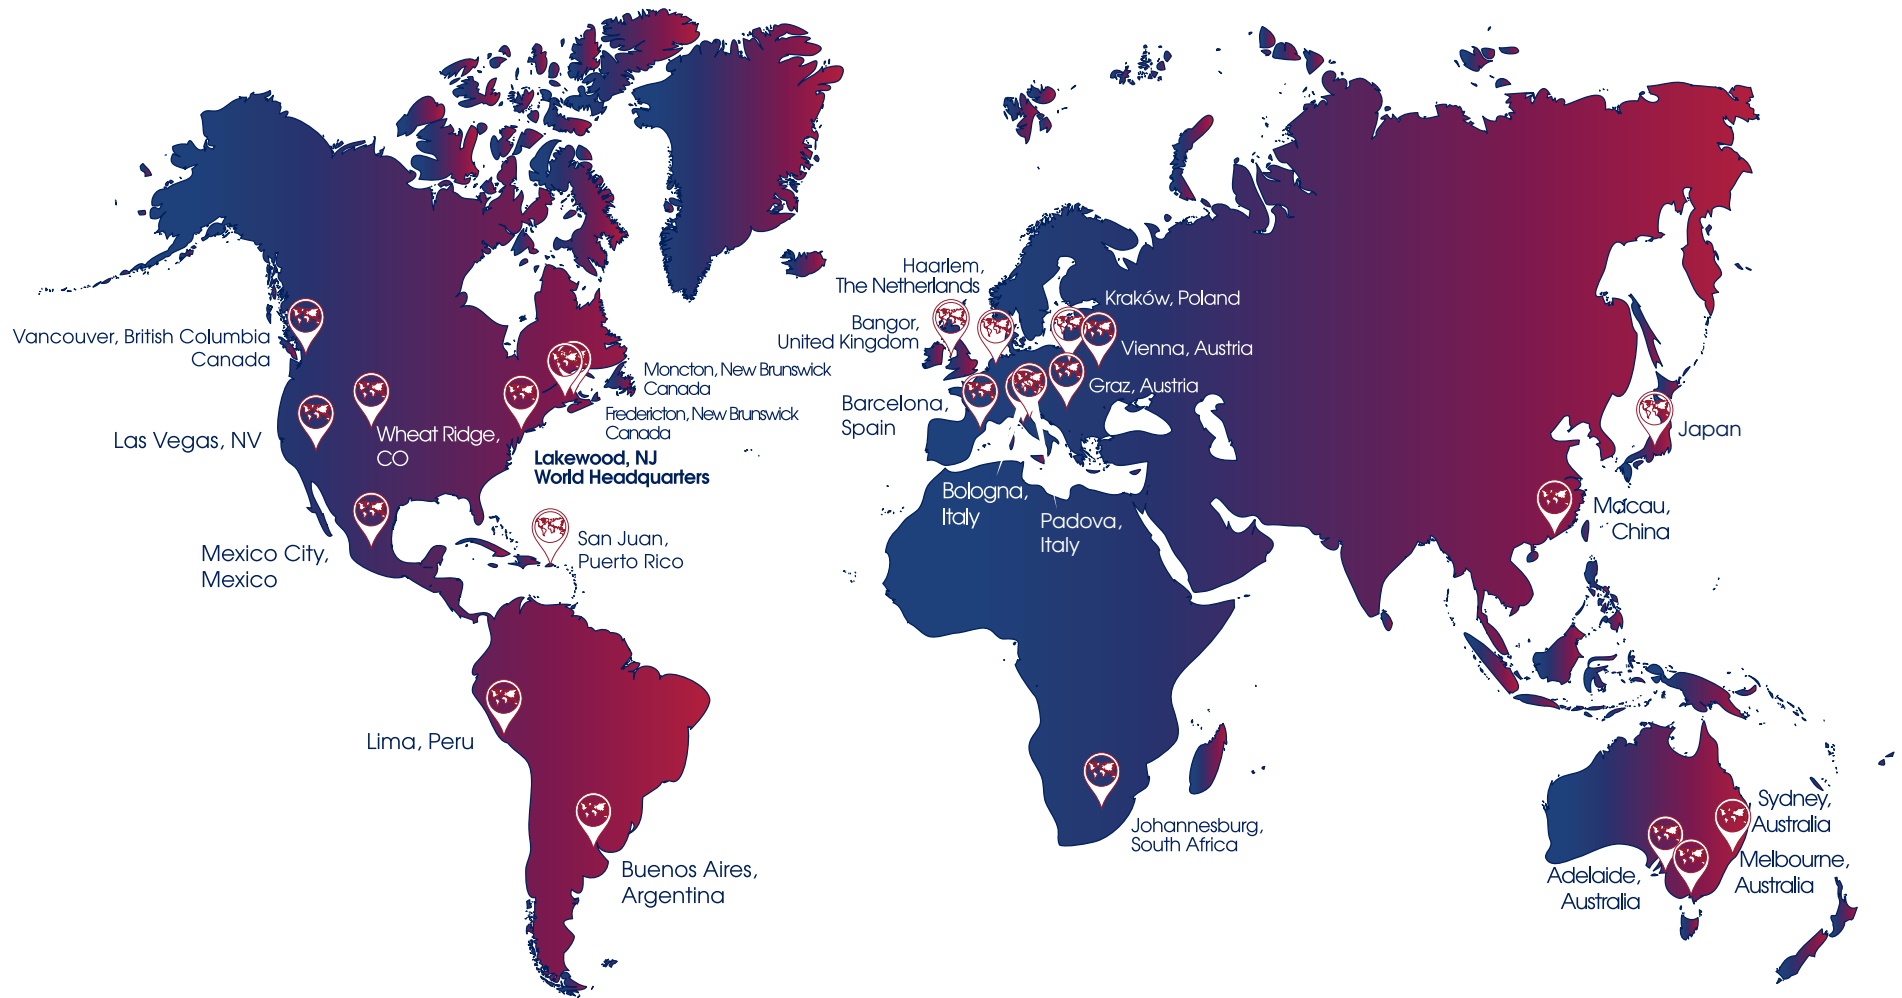 Haarlem,
The Netherlands
Kraków, Poland
Bangor,
United Kingdom
Vienna, Austria
Graz, Austria
Barcelona,
Spain
Vancouver, British Columbia
Canada
Moncton, New Brunswick
Canada
Fredericton, New Brunswick
Canada
Las Vegas, NV
Wheat Ridge,
CO
Lakewood, NJ
World Headquarters
Japan
Bologna,
Italy
Padova,
Italy
Macau,
China
Mexico City,
Mexico
San Juan,
Puerto Rico
Lima, Peru
Buenos Aires,
Argentina
Johannesburg,
South Africa
Sydney,
Australia
Melbourne,
Australia
Adelaide,
Australia